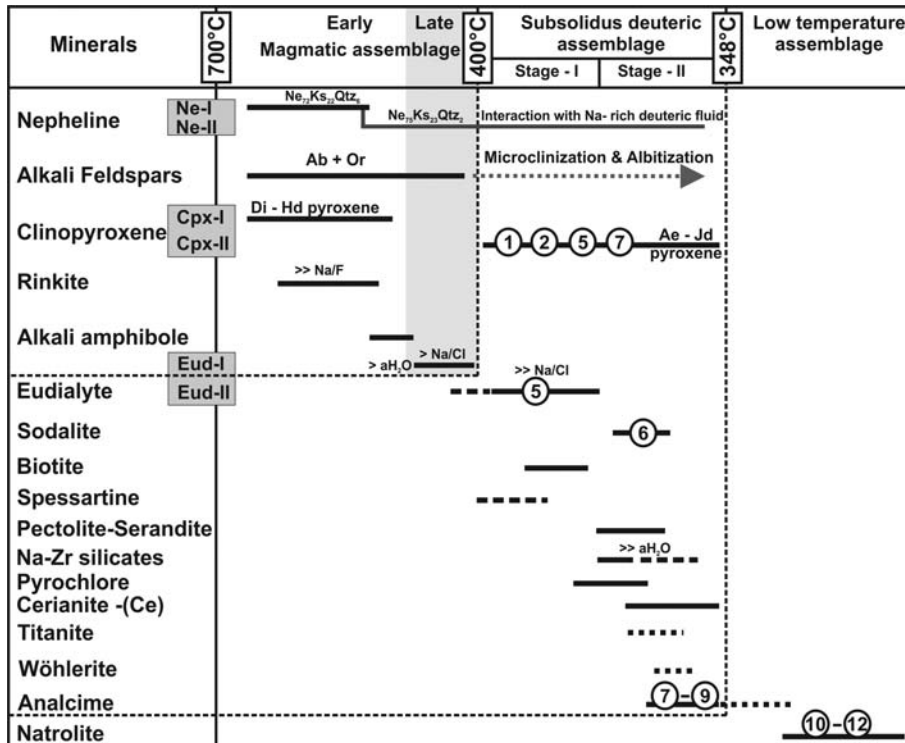 Minerals
700°C
Early
Late
Magmatic assemblage
400°C
Subsolidus deuteric
assemblage
Stage - I
Stage - II
348°C
Low temperature
assemblage
Nepheline
Ne-I
Ne-II
Ne₇₂Ks₂₂Qtz₆
Ne₇₅Ks₂₃Qtz₂
Interaction with Na- rich deuteric fluid
Alkali Feldspars
Ab + Or
Microclinization & Albitization
Clinopyroxene
Cpx-I
Cpx-II
Di - Hd pyroxene
1 2 5 7
Ae - Jd
pyroxene
Rinkite
>> Na/F
Alkali amphibole
> aH₂O
> Na/Cl
Eud-I
Eudialyte
Eud-II
>> Na/Cl
5
Sodalite
6
Biotite
Spessartine
Pectolite-Serandite
Na-Zr silicates
>> aH₂O
Pyrochlore
Cerianite -(Ce)
Titanite
Wöhlerite
Analcime
7 - 9
Natrolite
10 - 12